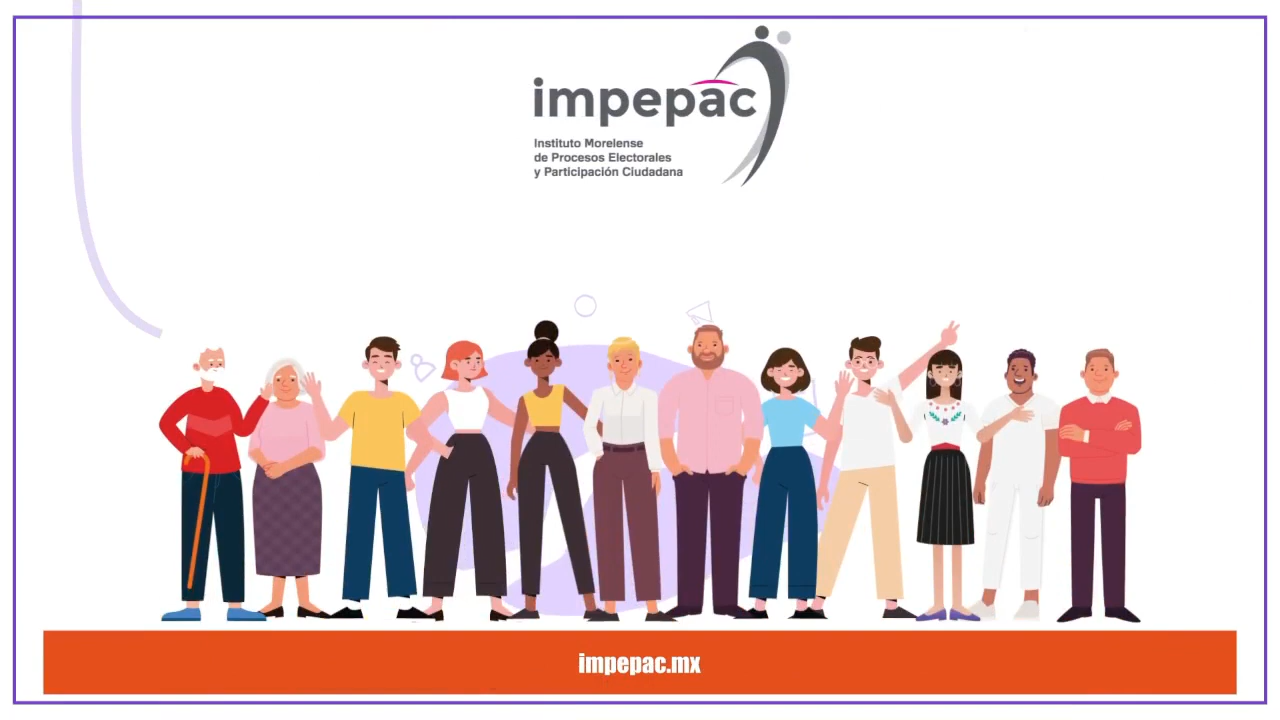 impepac
Instituto Morelense
de Procesos Electorales
y Participación Ciudadana
impepac.mx